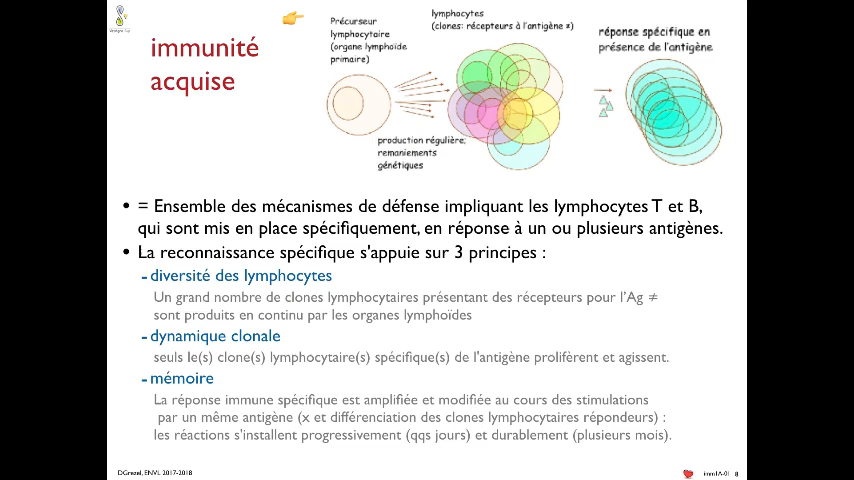 immunité
acquise
Précurseur
lymphocytaire
(organe lymphoïde
primaire)
lymphocytes
(clones: récepteurs à l'antigène ≠)
réponse spécifique en
présence de l'antigène
production régulière;
remaniements
génétiques
• = Ensemble des mécanismes de défense impliquant les lymphocytes T et B,
qui sont mis en place spécifiquement, en réponse à un ou plusieurs antigènes.
• La reconnaissance spécifique s'appuie sur 3 principes :
- diversité des lymphocytes
Un grand nombre de clones lymphocytaires présentant des récepteurs pour l'Ag ≠
sont produits en continu par les organes lymphoïdes
- dynamique clonale
seuls le(s) clone(s) lymphocytaire(s) spécifique(s) de l'antigène prolifèrent et agissent.
- mémoire
La réponse immune spécifique est amplifiée et modifiée au cours des stimulations
par un même antigène (x et différenciation des clones lymphocytaires répondeurs) :
les réactions s'installent progressivement (qqs jours) et durablement (plusieurs mois).
D.Grezel, ENVL 2017-2018
imm1A-01 8